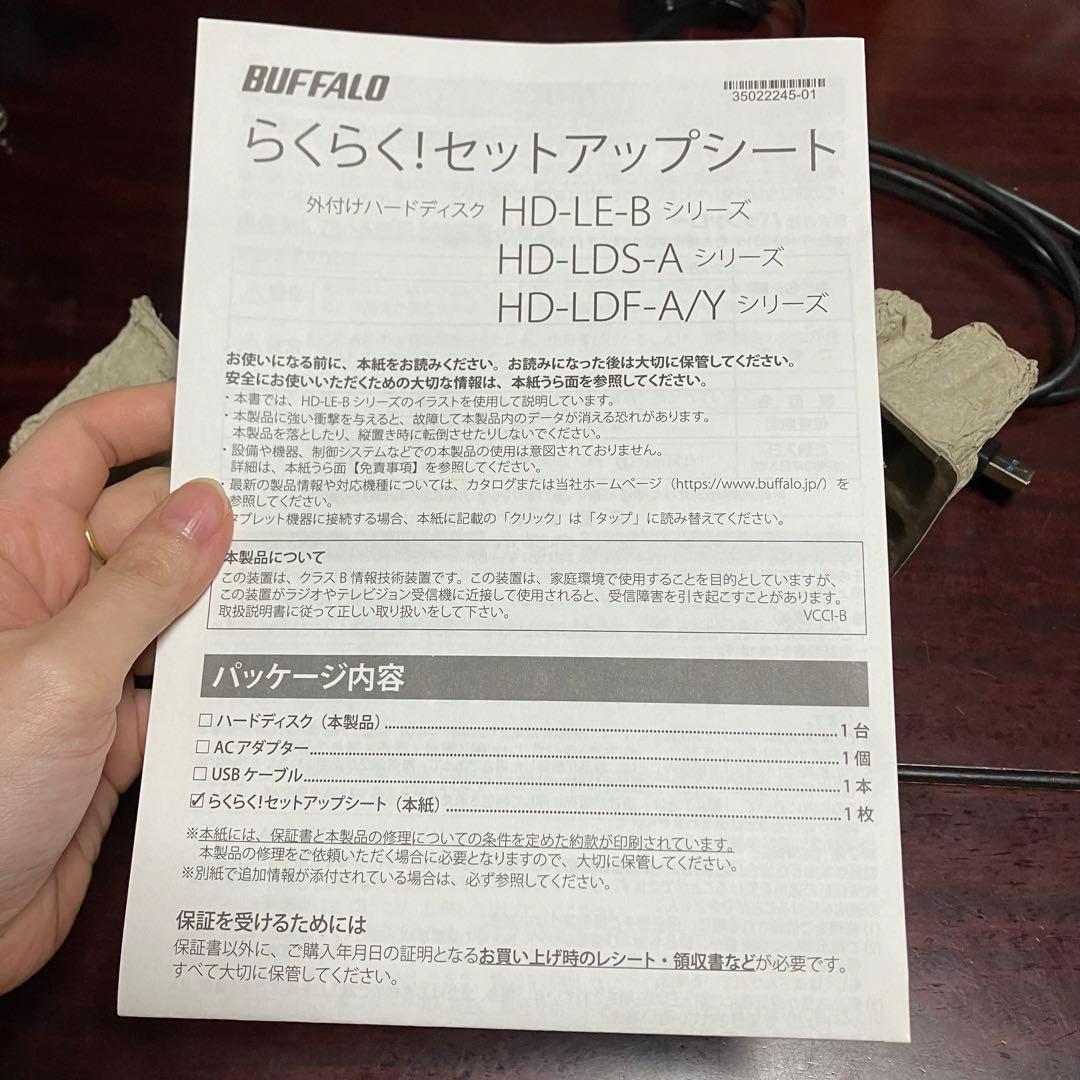 BUFFALO
35022245-01
らくらく!セットアップシート
外付けハードディスク HD-LE-B シリーズ
HD-LDS-A シリーズ
HD-LDF-A/Y シリーズ
お使いになる前に、本紙をお読みください。お読みになった後は大切に保管してください。
安全にお使いいただくための大切な情報は、本紙うら面を参照してください。
・本書では、HD-LE-B シリーズのイラストを使用して説明しています。
・本製品に強い衝撃を与えると、故障して本製品内のデータが消える恐れがあります。
本製品を落としたり、縦置き時に転倒させたりしないでください。
・設備や機器、制御システムなどでの本製品の使用は意図されておりません。
詳細は、本紙うら面【免責事項】を参照してください。
・最新の製品情報や対応機種については、カタログまたは当社ホームページ（https://www.buffalo.jp/）を
参照してください。
タブレット機器に接続する場合、本紙に記載の「クリック」は「タップ」に読み替えてください。
本製品について
この装置は、クラス B 情報技術装置です。この装置は、家庭環境で使用することを目的としていますが、
この装置がラジオやテレビジョン受信機に近接して使用されると、受信障害を引き起こすことがあります。
取扱説明書に従って正しい取り扱いをして下さい。 VCCI-B
パッケージ内容
□ ハードディスク（本製品）........1 台
□ ACアダプター........1 個
□ USB ケーブル........1 本
☑ らくらく!セットアップシート（本紙）........1 枚
※本紙には、保証書と本製品の修理についての条件を定めた約款が印刷されています。
本製品の修理をご依頼いただく場合に必要となりますので、大切に保管してください。
※別紙で追加情報が添付されている場合は、必ず参照してください。
保証を受けるためには
保証書以外に、ご購入年月日の証明となるお買い上げ時のレシート・領収書などが必要です。
すべて大切に保管してください。